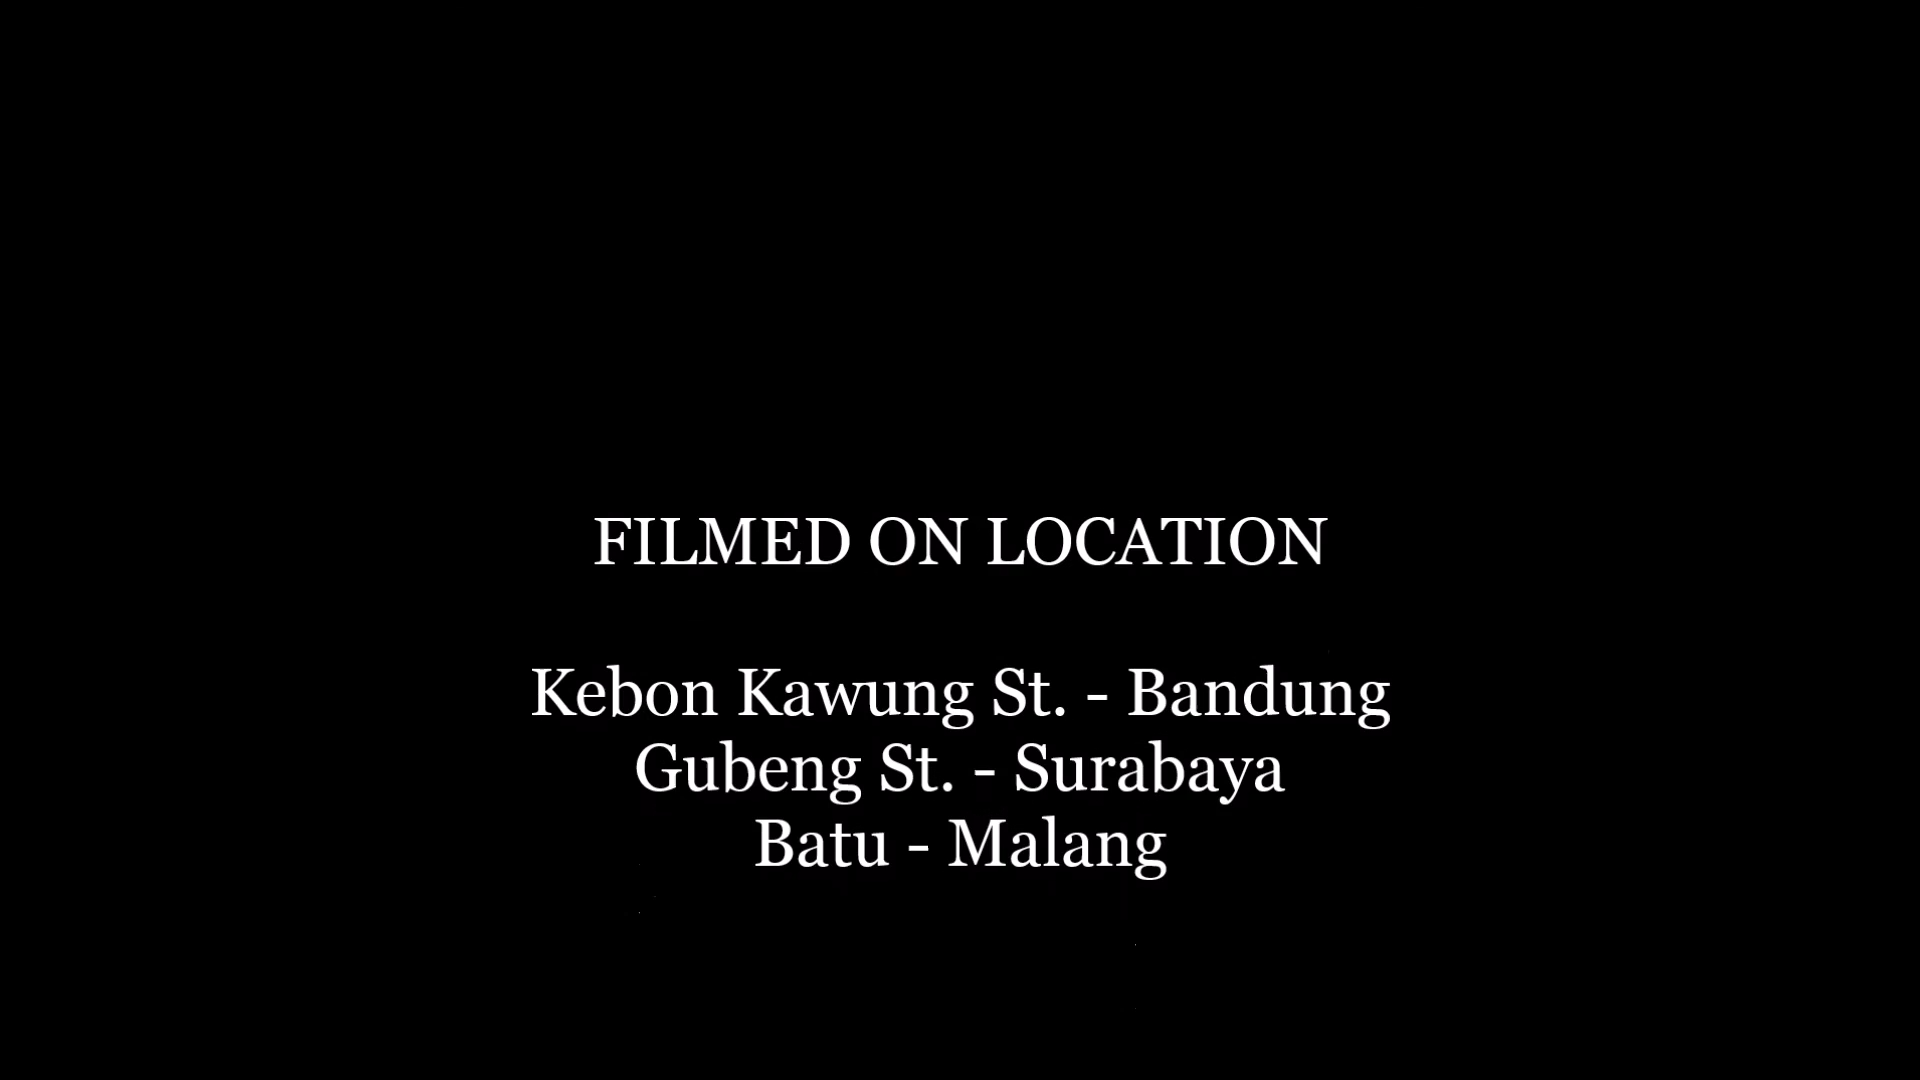 FILMED ON LOCATION
Kebon Kawung St. - Bandung
Gubeng St. - Surabaya
Batu - Malang